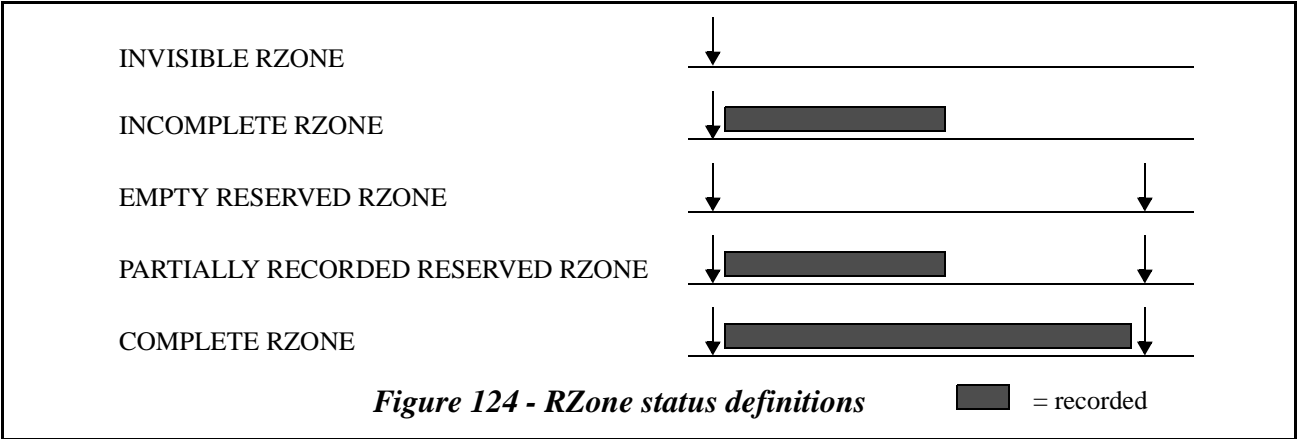 INVISIBLE RZONE
INCOMPLETE RZONE
EMPTY RESERVED RZONE
PARTIALLY RECORDED RESERVED RZONE
COMPLETE RZONE
Figure 124 - RZone status definitions
= recorded